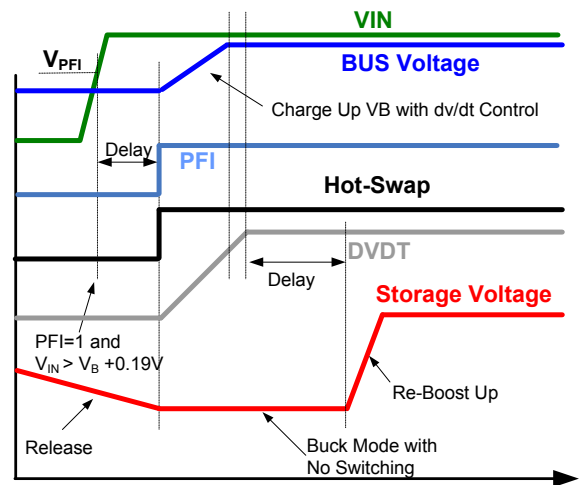 VIN
VPFI
BUS Voltage
Charge Up VB with dv/dt Control
Delay
PFI
Hot-Swap
DVDT
Delay
Storage Voltage
PFI=1 and
VIN > VB +0.19V
Re-Boost Up
Release
Buck Mode with
No Switching